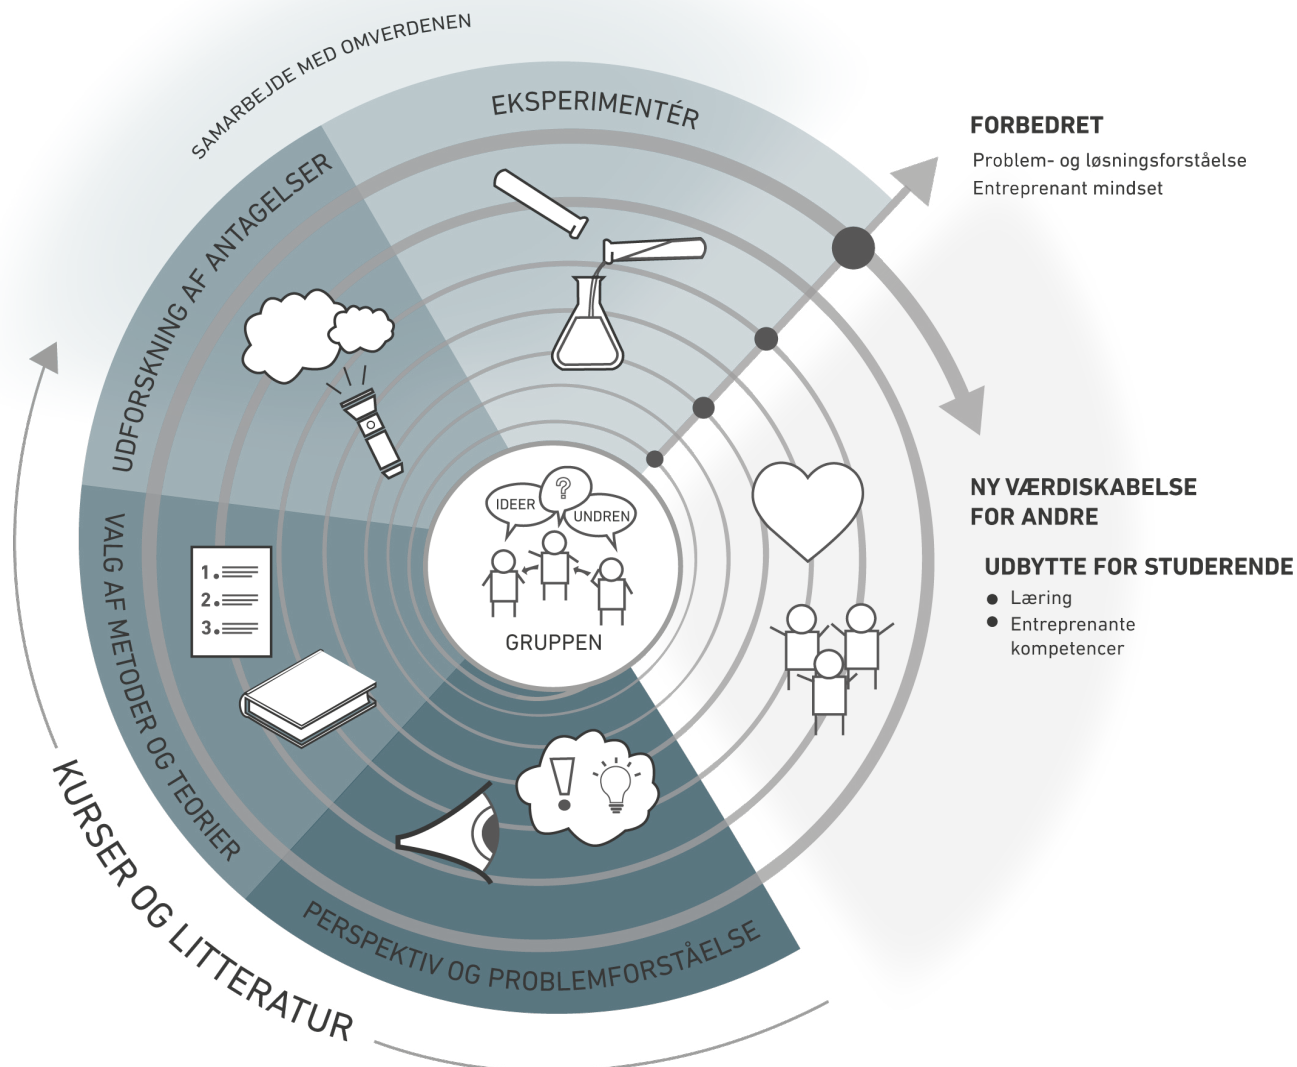 SAMARBEJDE MED OMVERDENEN
EKSPERIMENTÉR
UDFORSKNING AF ANTAGELSER
VALG AF METODER OG TEORIER
PERSPEKTIV OG PROBLEMFORSTÅELSE
KURSER OG LITTERATUR
IDEER
?
UNDREN
GRUPPEN
1.
2.
3.
!
FORBEDRET
Problem- og løsningsforståelse
Entreprenant mindset
NY VÆRDISKABELSE
FOR ANDRE
UDBYTTE FOR STUDERENDE
● Læring
● Entreprenante
kompetencer